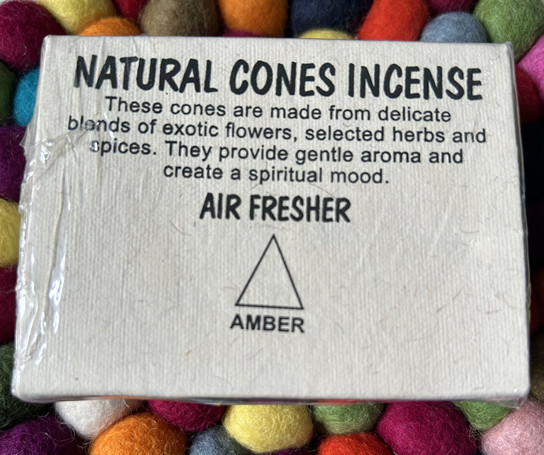 NATURAL CONES INCENSE
These cones are made from delicate
blends of exotic flowers, selected herbs and
spices. They provide gentle aroma and
create a spiritual mood.
AIR FRESHER
AMBER